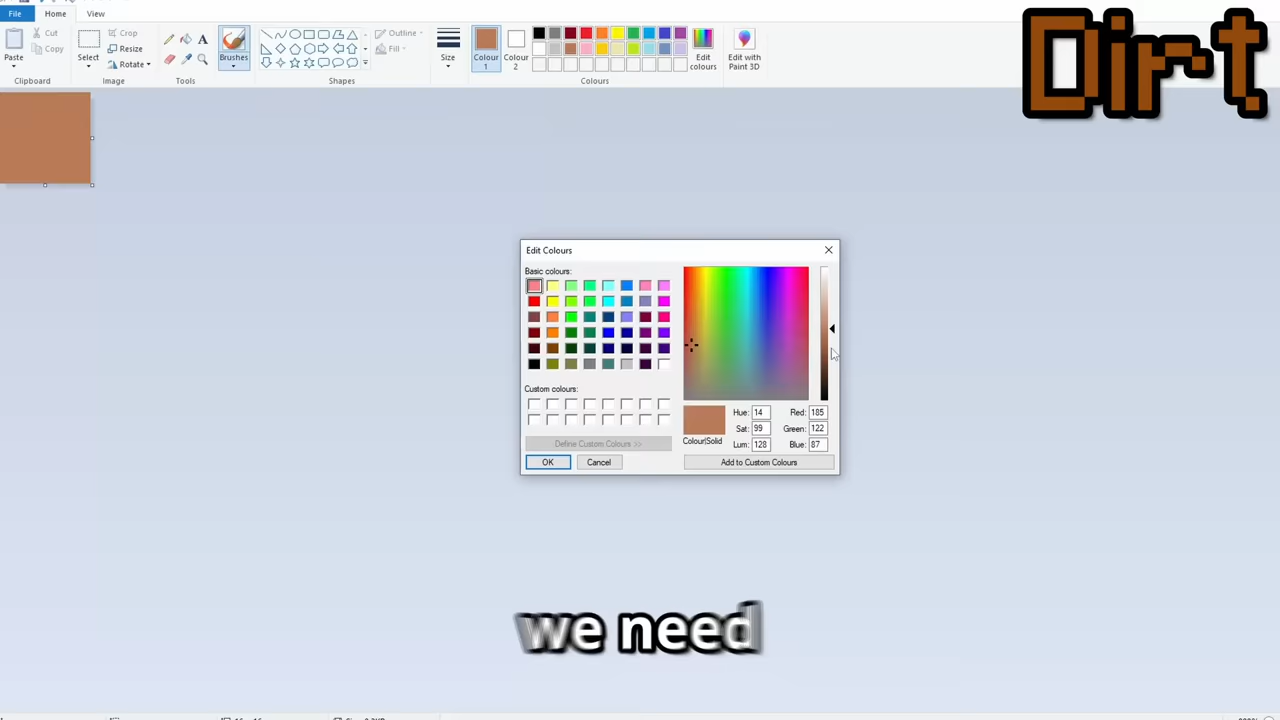 File Home View
Paste
Cut
Copy
Clipboard
Select
Crop
Resize
Rotate
Image
A
Tools
Brushes
Outline
Fill
Shapes
Size
Colour
1
Colour
2
Edit
colours
Colours
Edit with
Paint 3D
Dirt
Edit Colours
Basic colours:
Custom colours:
Define Custom Colours >>
OK Cancel
Colour|Solid
Hue: 14 Red: 185
Sat: 99 Green: 122
Lum: 128 Blue: 87
Add to Custom Colours
we need